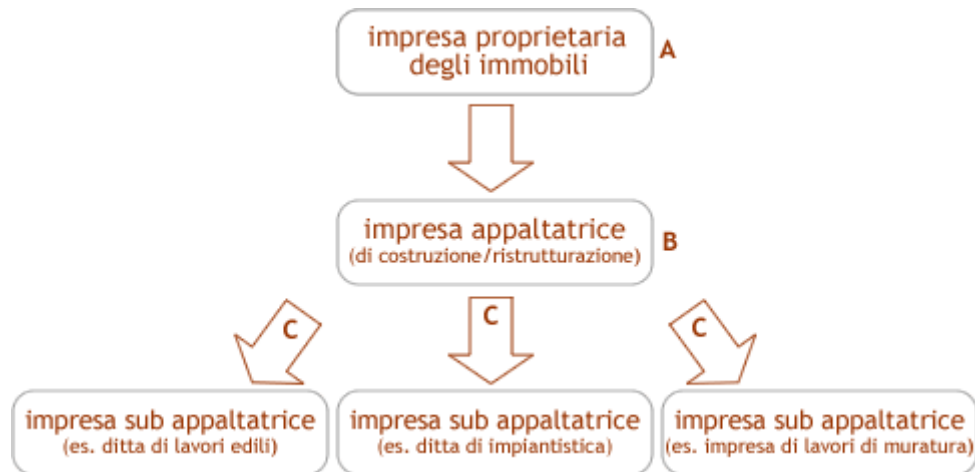 impresa proprietaria
degli immobili
A
impresa appaltatrice
(di costruzione/ristrutturazione)
B
C
C
C
impresa sub appaltatrice
(es. ditta di lavori edili)
impresa sub appaltatrice
(es. ditta di impiantistica)
impresa sub appaltatrice
(es. impresa di lavori di muratura)